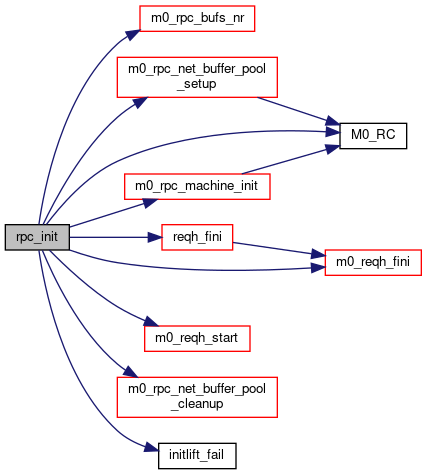 m0_rpc_bufs_nr
m0_rpc_net_buffer_pool
_setup
M0_RC
m0_rpc_machine_init
rpc_init
reqh_fini
m0_reqh_fini
m0_reqh_start
m0_rpc_net_buffer_pool
_cleanup
initlift_fail